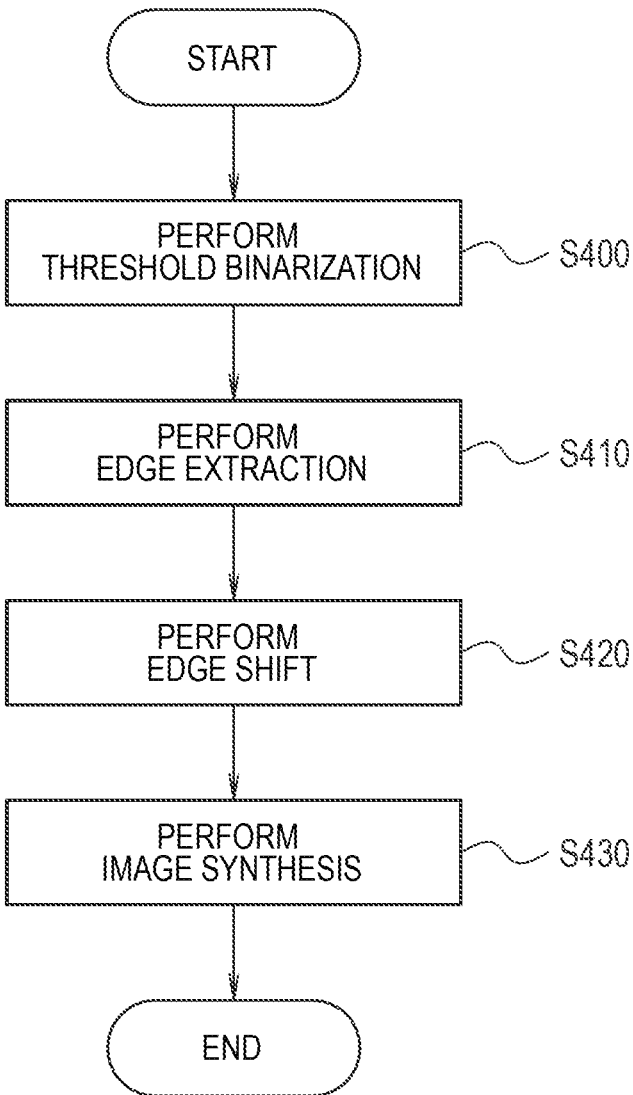 START
PERFORM
THRESHOLD BINARIZATION
S400
PERFORM
EDGE EXTRACTION
S410
PERFORM
EDGE SHIFT
S420
PERFORM
IMAGE SYNTHESIS
S430
END